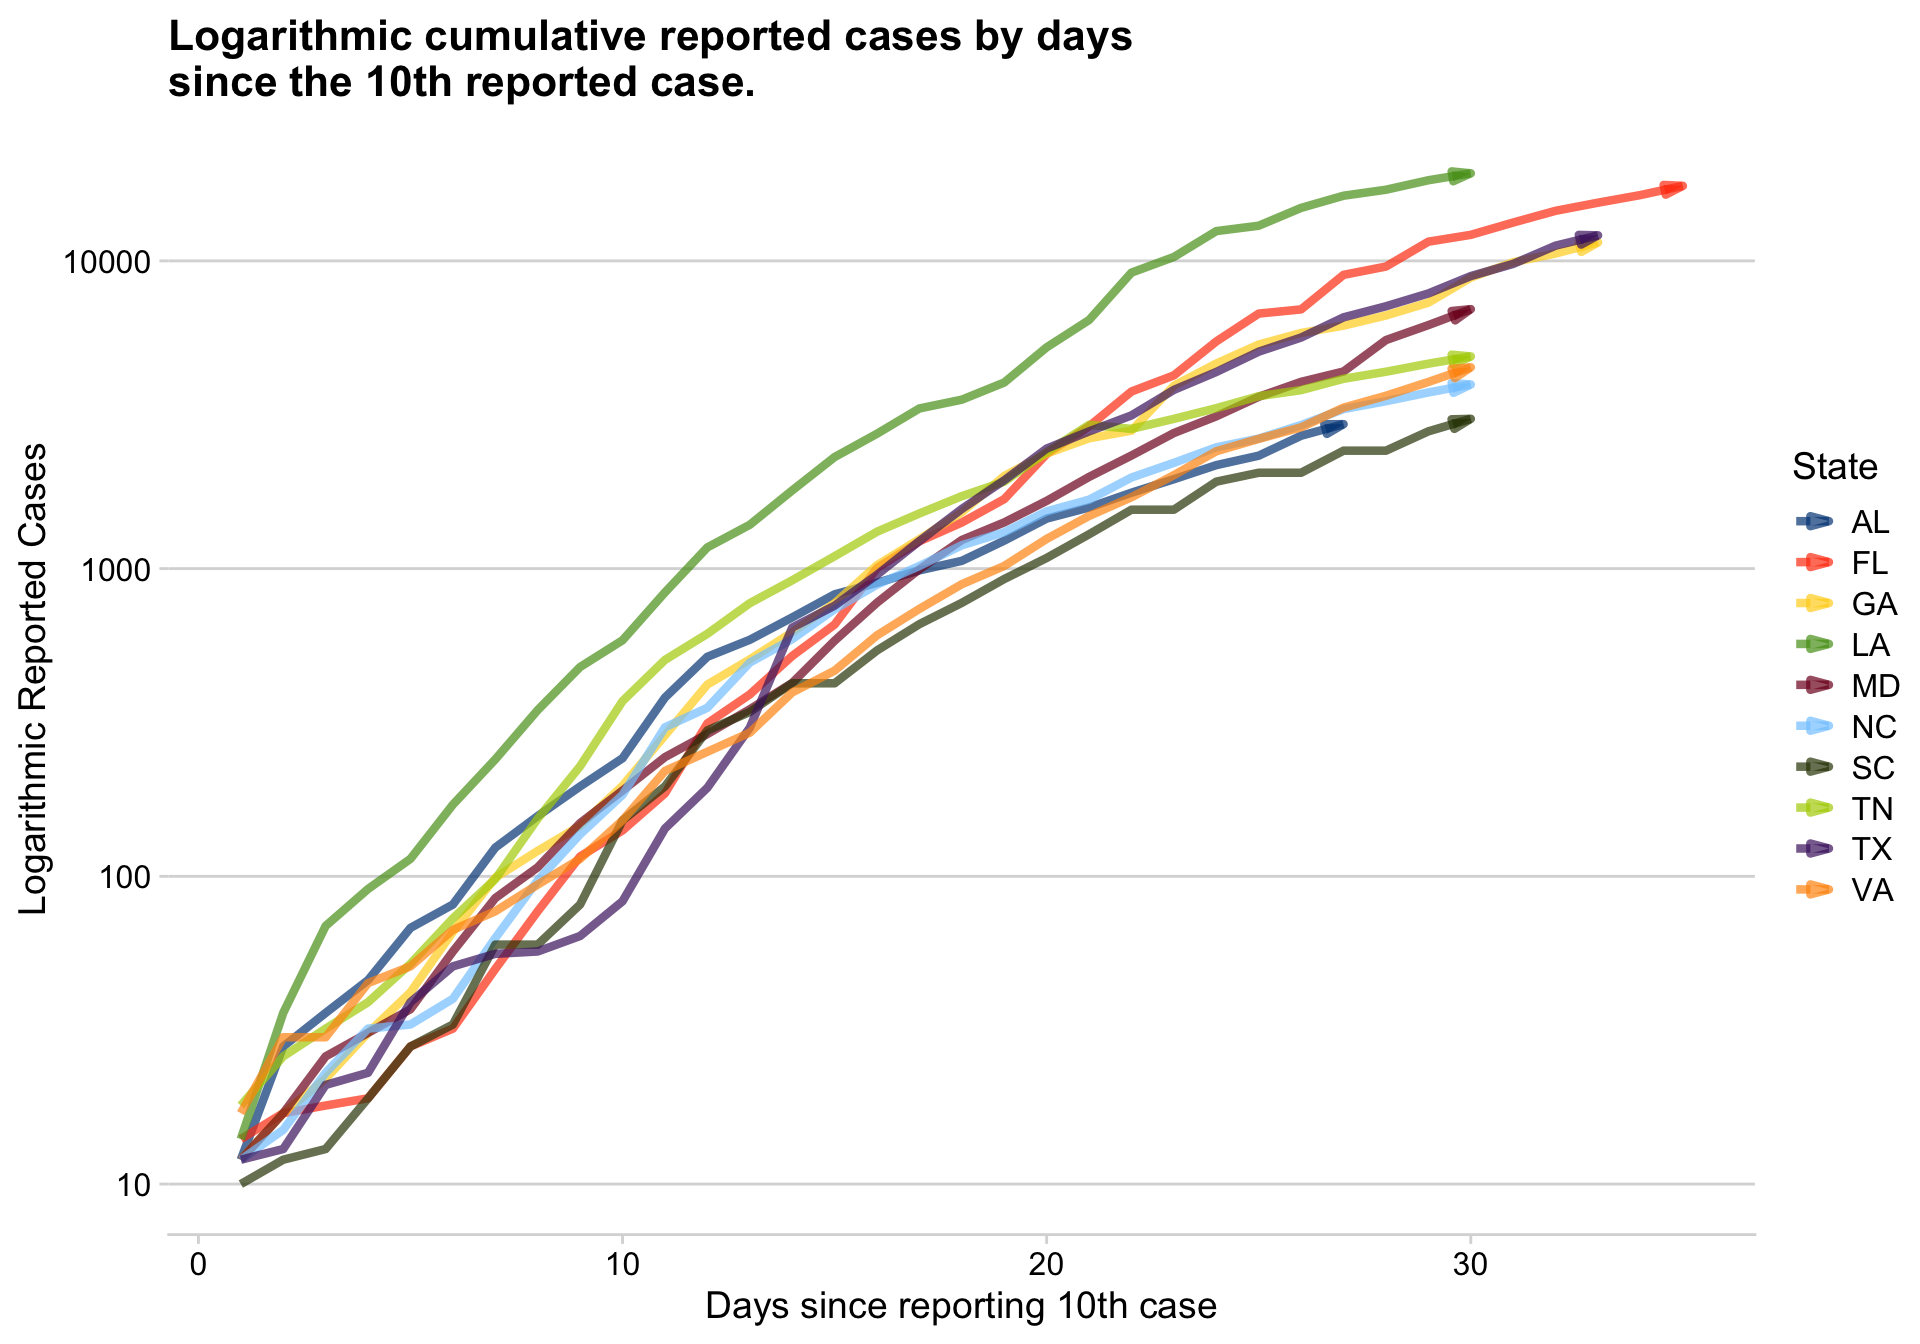 Logarithmic cumulative reported cases by days
since the 10th reported case.
Logarithmic Reported Cases
10000
1000
100
10
0
10
20
30
Days since reporting 10th case
State
AL
FL
GA
LA
MD
NC
SC
TN
TX
VA